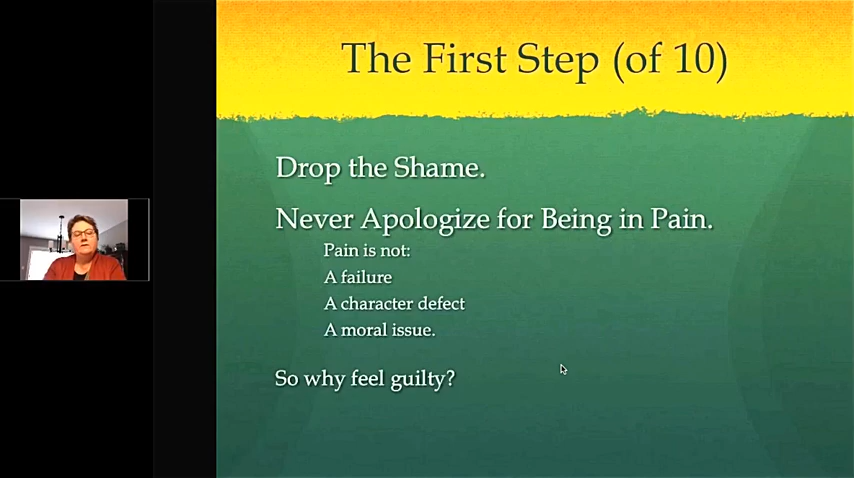 The First Step (of 10)
Drop the Shame.
Never Apologize for Being in Pain.
Pain is not:
A failure
A character defect
A moral issue.
So why feel guilty?